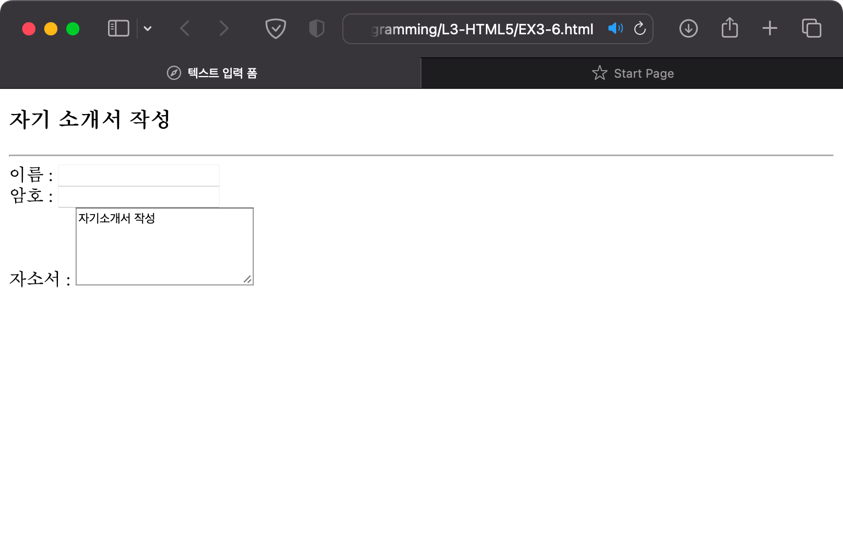 gramming/L3-HTML5/EX3-6.html
텍스트 입력 폼
Start Page
자기 소개서 작성
이름 :
암호 :
자기소개서 작성
자소서 :